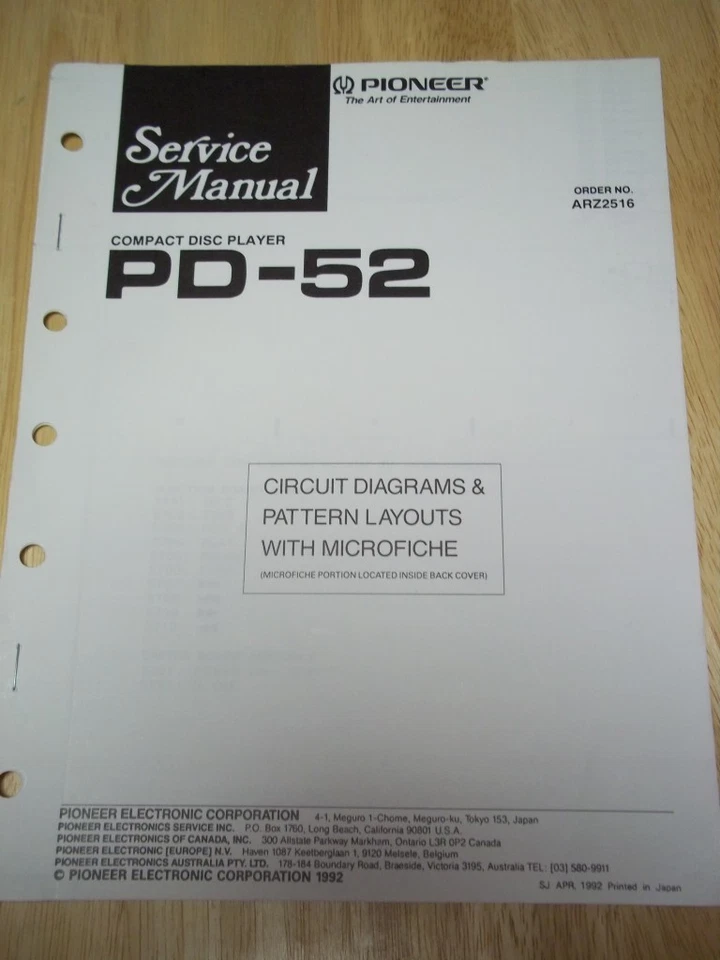 PIONEER®
The Art of Entertainment
Service
Manual
ORDER NO.
ARZ2516
COMPACT DISC PLAYER
PD-52
CIRCUIT DIAGRAMS &
PATTERN LAYOUTS
WITH MICROFICHE
(MICROFICHE PORTION LOCATED INSIDE BACK COVER)
PIONEER ELECTRONIC CORPORATION 4-1, Meguro 1-Chome, Meguro-ku, Tokyo 153, Japan
PIONEER ELECTRONICS SERVICE INC. P.O. Box 1760, Long Beach, California 90801 U.S.A.
PIONEER ELECTRONICS OF CANADA, INC. 300 Allstate Parkway Markham, Ontario L3R 0P2 Canada
PIONEER ELECTRONIC [EUROPE] N.V. Haven 1087 Keetberglaan 1, 9120 Melsele, Belgium
PIONEER ELECTRONICS AUSTRALIA PTY. LTD. 178-184 Boundary Road, Braeside, Victoria 3195, Australia TEL: [03] 580-9911
© PIONEER ELECTRONIC CORPORATION 1992
SJ APR. 1992 Printed in Japan